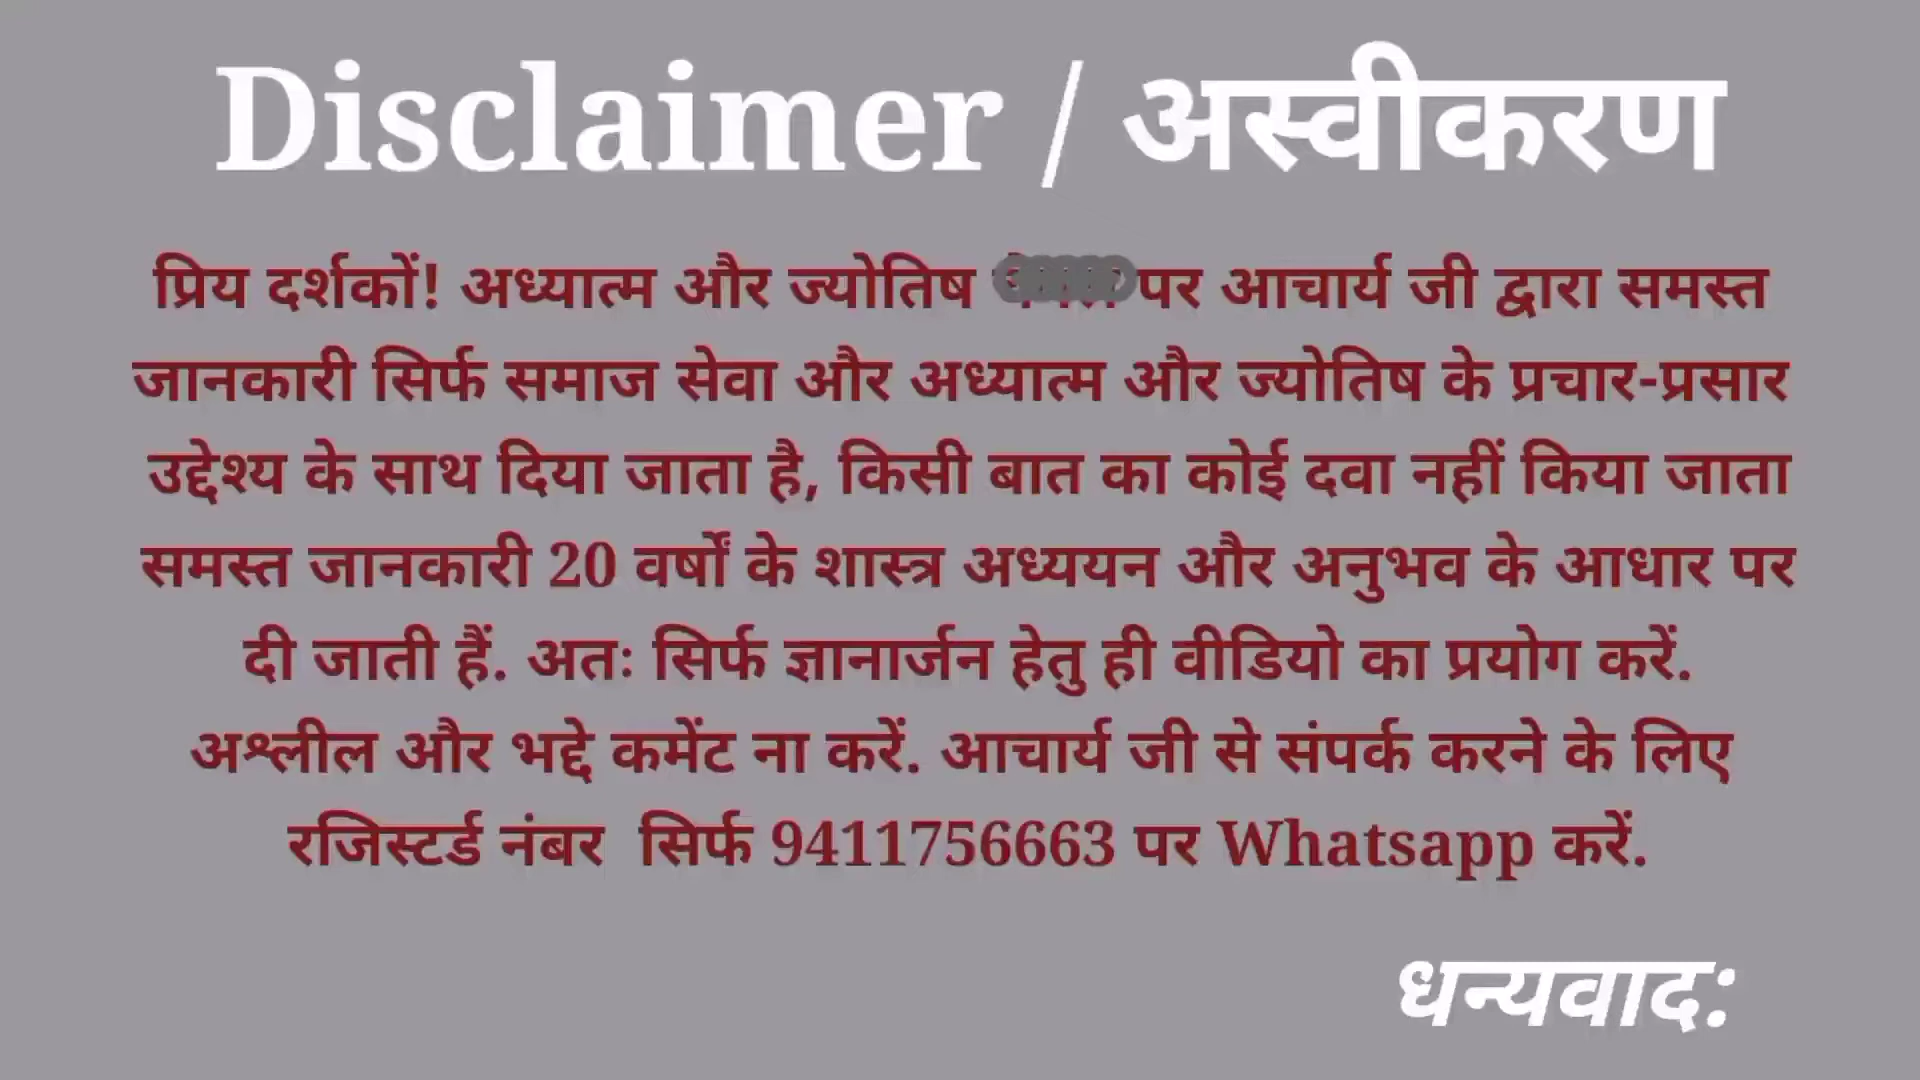 Disclaimer / अस्वीकरण
प्रिय दर्शकों! अध्यात्म और ज्योतिष पर आचार्य जी द्वारा समस्त
जानकारी सिर्फ समाज सेवा और अध्यात्म और ज्योतिष के प्रचार-प्रसार
उद्देश्य के साथ दिया जाता है, किसी बात का कोई दवा नहीं किया जाता
समस्त जानकारी 20 वर्षों के शास्त्र अध्ययन और अनुभव के आधार पर
दी जाती हैं. अतः सिर्फ ज्ञानार्जन हेतु ही वीडियो का प्रयोग करें.
अश्लील और भद्दे कमेंट ना करें. आचार्य जी से संपर्क करने के लिए
रजिस्टर्ड नंबर सिर्फ 9411756663 पर Whatsapp करें.
धन्यवाद: